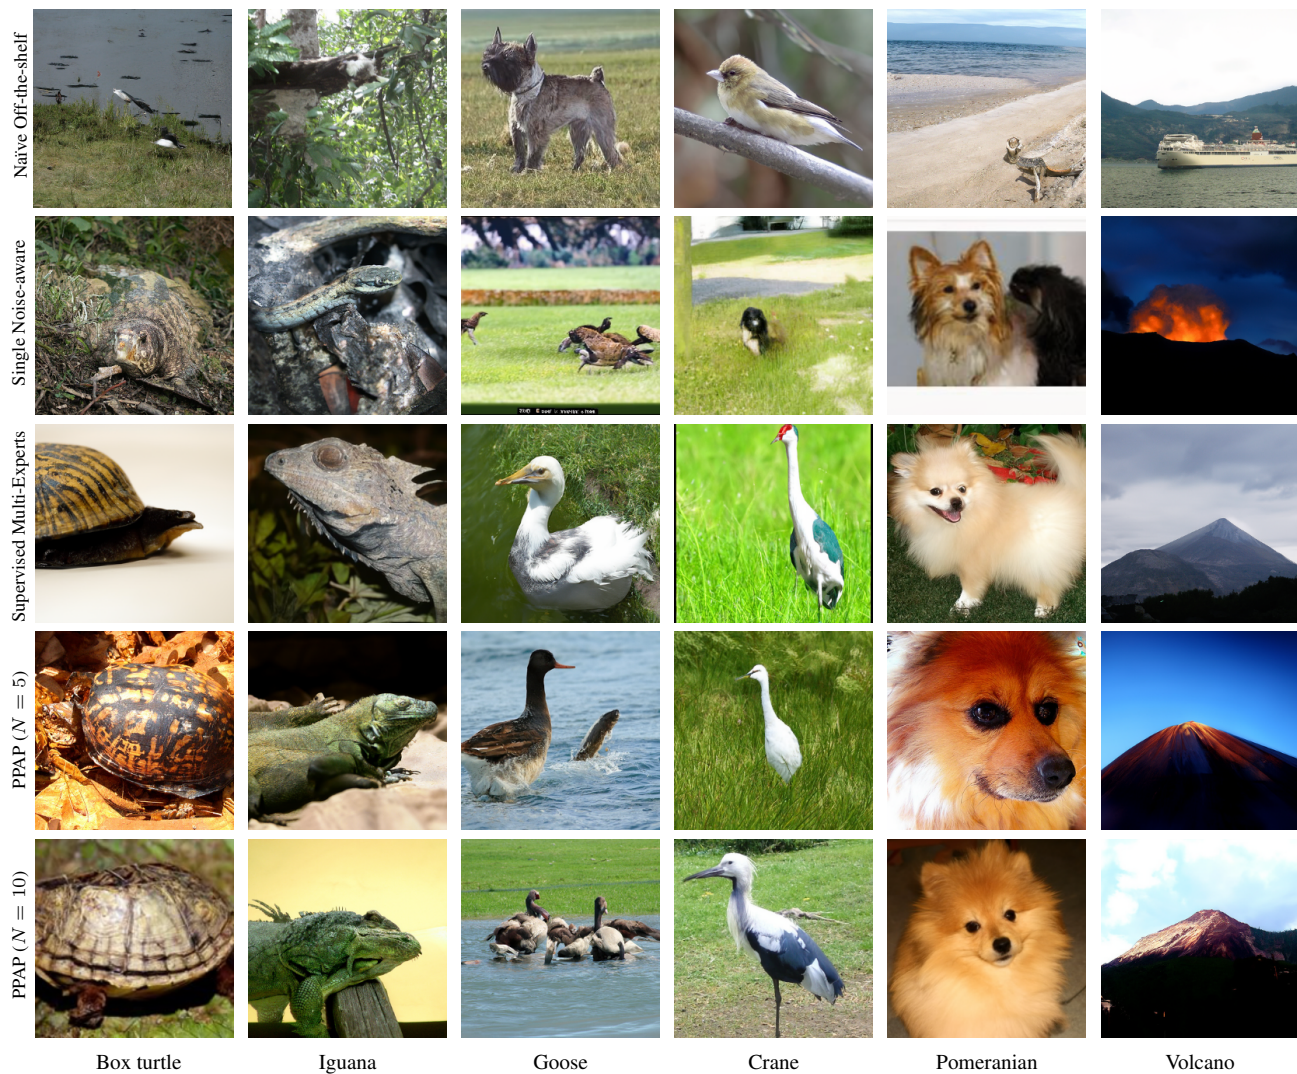 Naïve Off-the-shelf
Single Noise-aware
Supervised Multi-Experts
PPAP (N = 5)
PPAP (N = 10)
Box turtle
Iguana
Goose
Crane
Pomeranian
Volcano